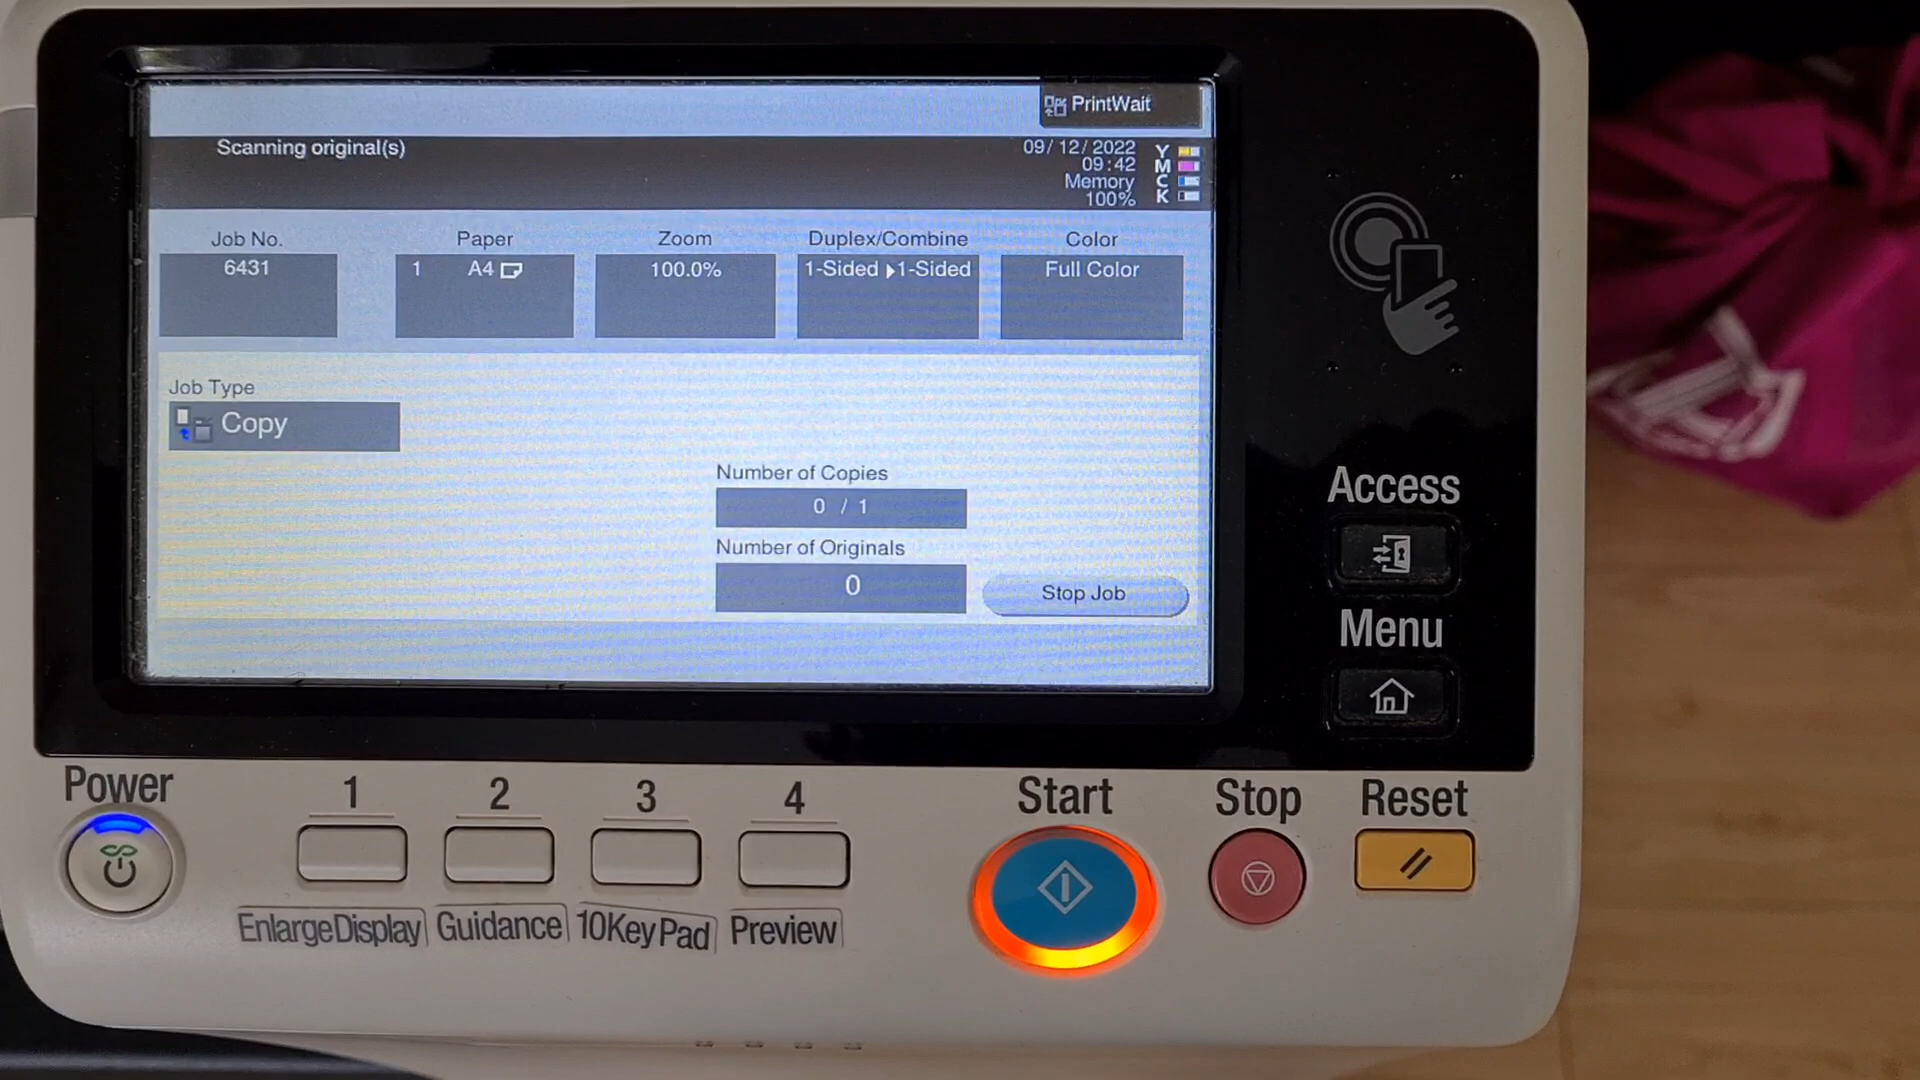 PrintWait
Scanning original(s)
09/12/2022
09:42
Memory
100%
Y
M
C
K
Job No. Paper Zoom Duplex/Combine Color
6431 1 A4 100.0% 1-Sided ▶1-Sided Full Color
Job Type
Copy
Number of Copies
0 / 1
Number of Originals
0
Stop Job
Access
Menu
Power 1 2 3 4 Start Stop Reset
EnlargeDisplay Guidance 10KeyPad Preview